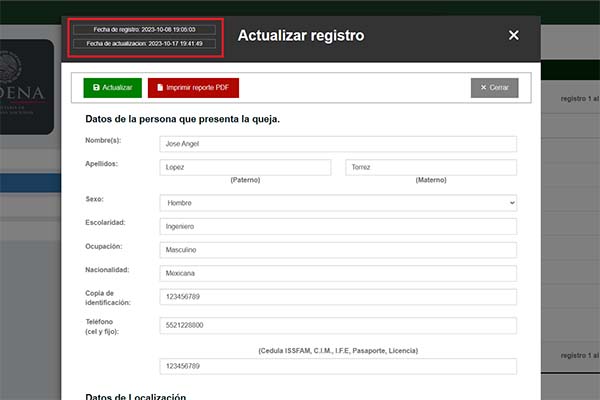 Fecha de registro: 2023-10-08 19:05:03
Fecha de actualizacion: 2023-10-17 19:41:49
Actualizar registro
×
Actualizar
Imprimir reporte PDF
× Cerrar
DENA
registro 1 al
Datos de la persona que presenta la queja.
Nombre(s):
Jose Angel
Apellidos:
Lopez
Torrez
(Paterno)
(Materno)
Sexo:
Hombre
Escolaridad:
Ingeniero
Ocupación:
Masculino
Nacionalidad:
Mexicana
Copia de
identificación:
123456789
Teléfono
(cel y fijo):
5521228800
(Cedula ISSFAM, C.I.M., I.F.E, Pasaporte, Licencia)
registro 1 al
123456789
Datos de Localización